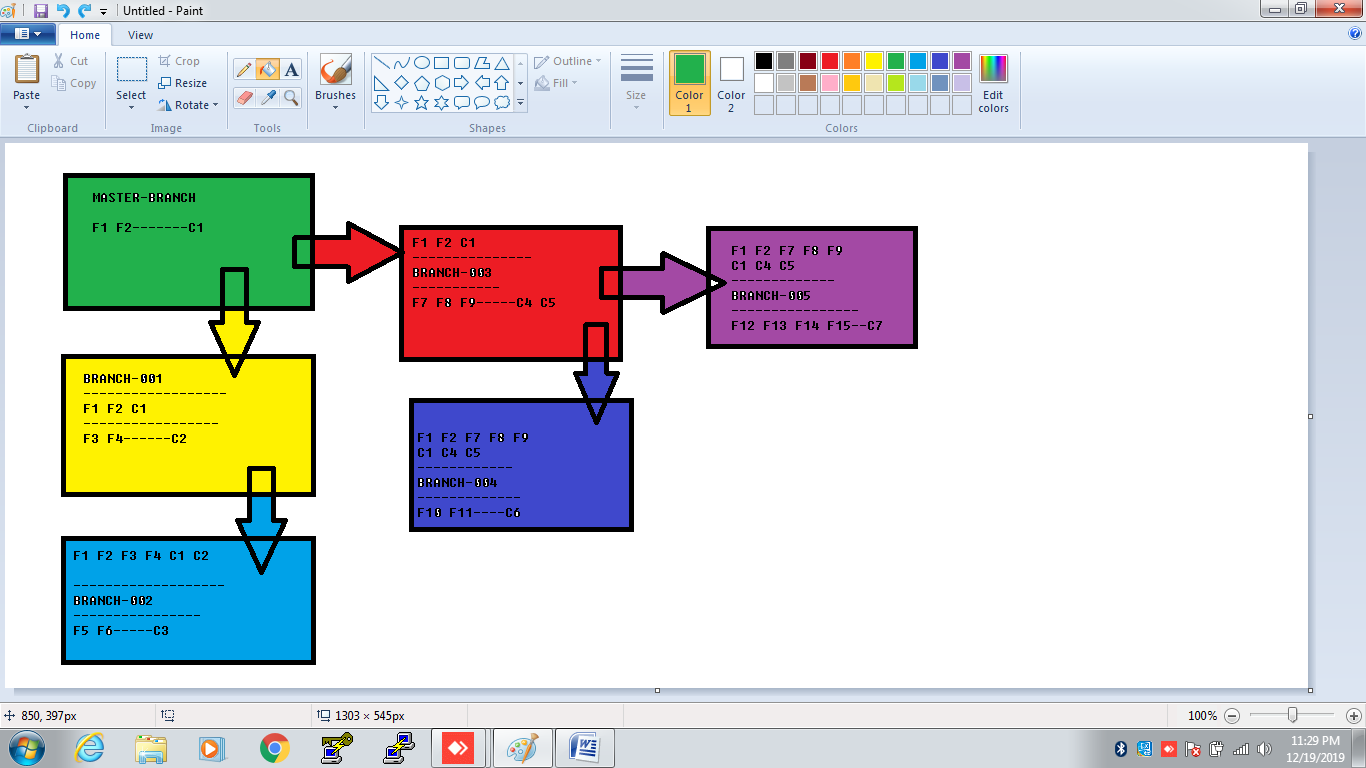 Untitled - Paint
Home
View
Paste
Cut
Copy
Clipboard
Select
Crop
Resize
Rotate
Image
A
Tools
Brushes
Outline
Fill
Shapes
Size
Color
1
Color
2
Edit
colors
Colors
MASTER-BRANCH
F1 F2-------C1
F1 F2 C1
---------------
BRANCH-003
-----------
F7 F8 F9-----C4 C5
F1 F2 F7 F8 F9
C1 C4 C5
-------------
BRANCH-005
----------------
F12 F13 F14 F15--C7
BRANCH-001
------------------
F1 F2 C1
-----------------
F3 F4------C2
F1 F2 F7 F8 F9
C1 C4 C5
------------
BRANCH-004
-------------
F10 F11----C6
F1 F2 F3 F4 C1 C2
-------------------
BRANCH-002
----------------
F5 F6-----C3
850, 397px
1303 × 545px
100%
11:29 PM
12/19/2019